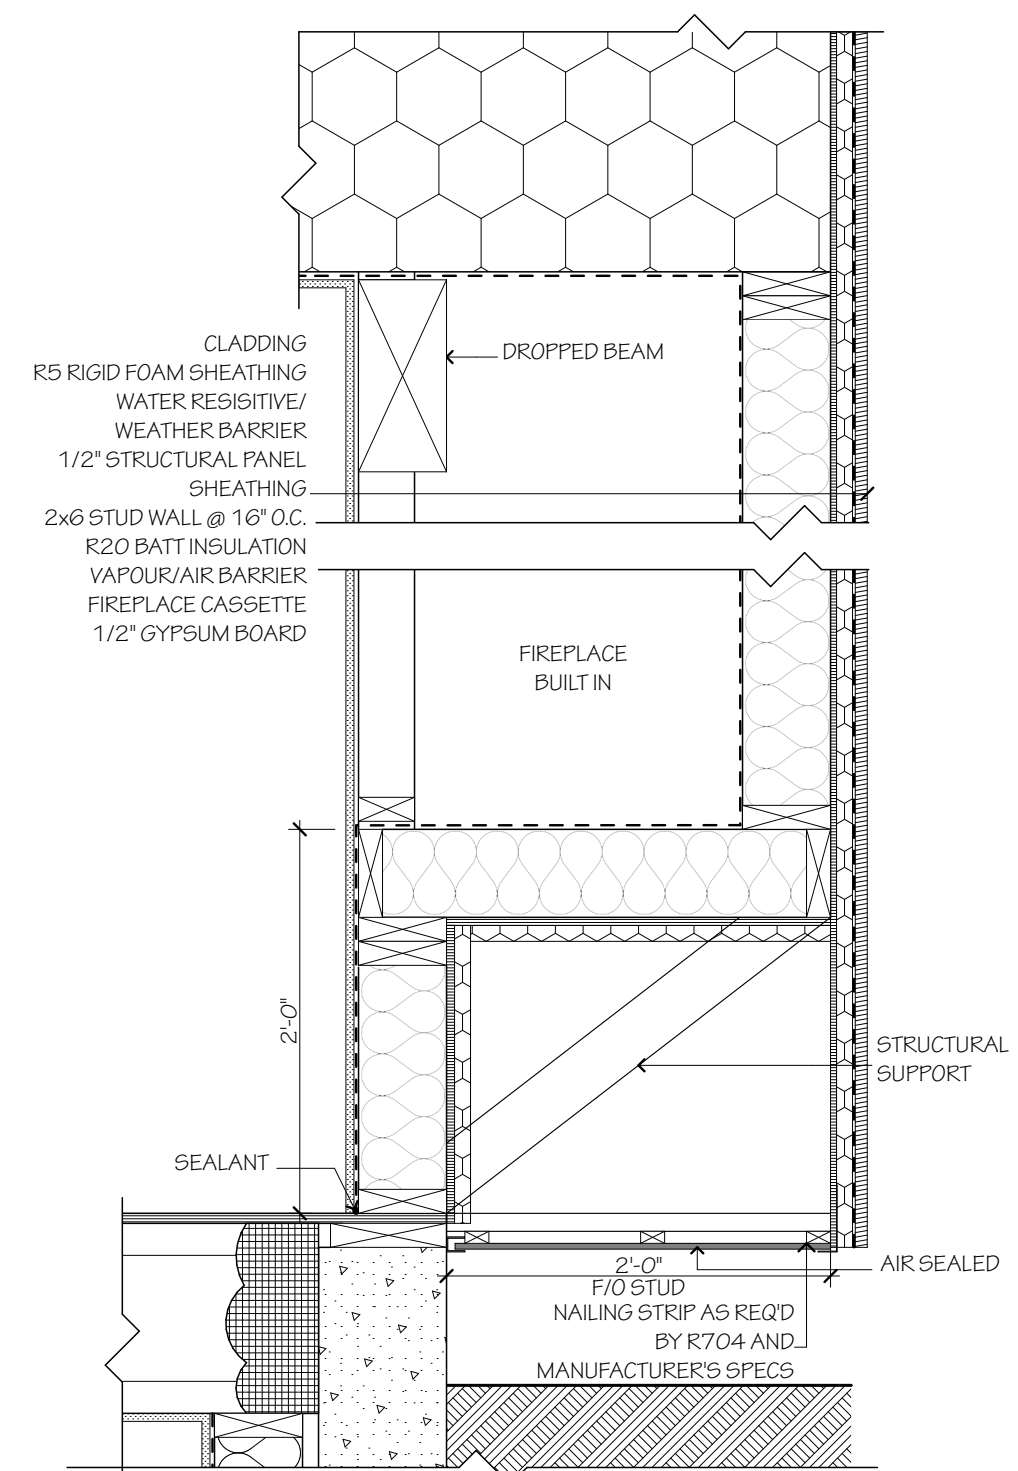 CLADDING
R5 RIGID FOAM SHEATHING
WATER RESISITIVE/
WEATHER BARRIER
1/2" STRUCTURAL PANEL
SHEATHING
2x6 STUD WALL @ 16" O.C.
R20 BATT INSULATION
VAPOUR/AIR BARRIER
FIREPLACE CASSETTE
1/2" GYPSUM BOARD
DROPPED BEAM
FIREPLACE
BUILT IN
2'-0"
STRUCTURAL
SUPPORT
SEALANT
AIR SEALED
2'-0"
F/O STUD
NAILING STRIP AS REQ'D
BY R704 AND
MANUFACTURER'S SPECS